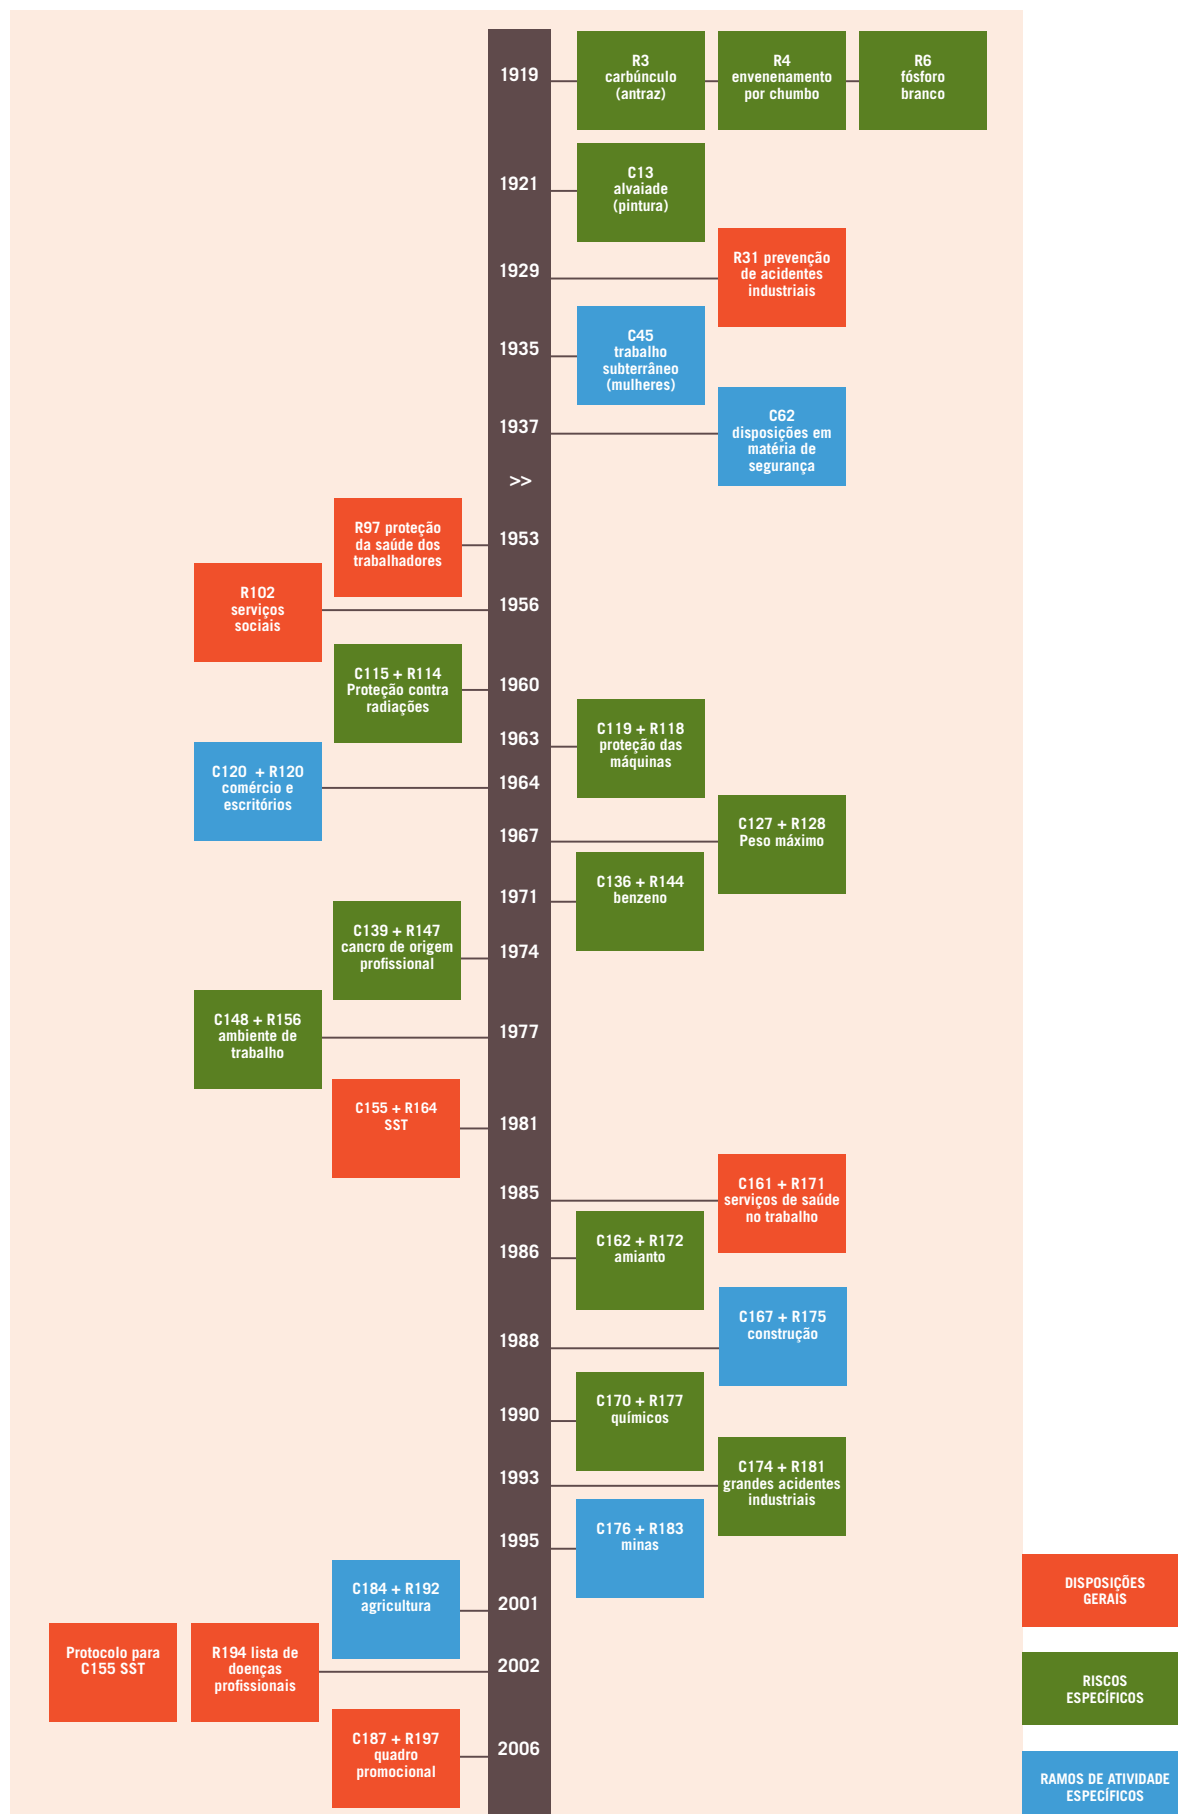 1919
R3
carbúnculo
(antraz)
R4
envenenamento
por chumbo
R6
fósforo
branco
1921
C13
alvaiade
(pintura)
1929
R31 prevenção
de acidentes
industriais
1935
C45
trabalho
subterrâneo
(mulheres)
1937
C62
disposições em
matéria de
segurança
>>
R97 proteção
da saúde dos
trabalhadores
1953
R102
serviços
sociais
1956
C115 + R114
Proteção contra
radiações
1960
1963
C119 + R118
proteção das
máquinas
C120 + R120
comércio e
escritórios
1964
1967
C127 + R128
Peso máximo
1971
C136 + R144
benzeno
C139 + R147
cancro de origem
profissional
1974
C148 + R156
ambiente de
trabalho
1977
C155 + R164
SST
1981
1985
C161 + R171
serviços de saúde
no trabalho
1986
C162 + R172
amianto
1988
C167 + R175
construção
1990
C170 + R177
químicos
1993
C174 + R181
grandes acidentes
industriais
1995
C176 + R183
minas
C184 + R192
agricultura
2001
Protocolo para
C155 SST
R194 lista de
doenças
profissionais
2002
C187 + R197
quadro
promocional
2006
DISPOSIÇÕES
GERAIS
RISCOS
ESPECÍFICOS
RAMOS DE ATIVIDADE
ESPECÍFICOS